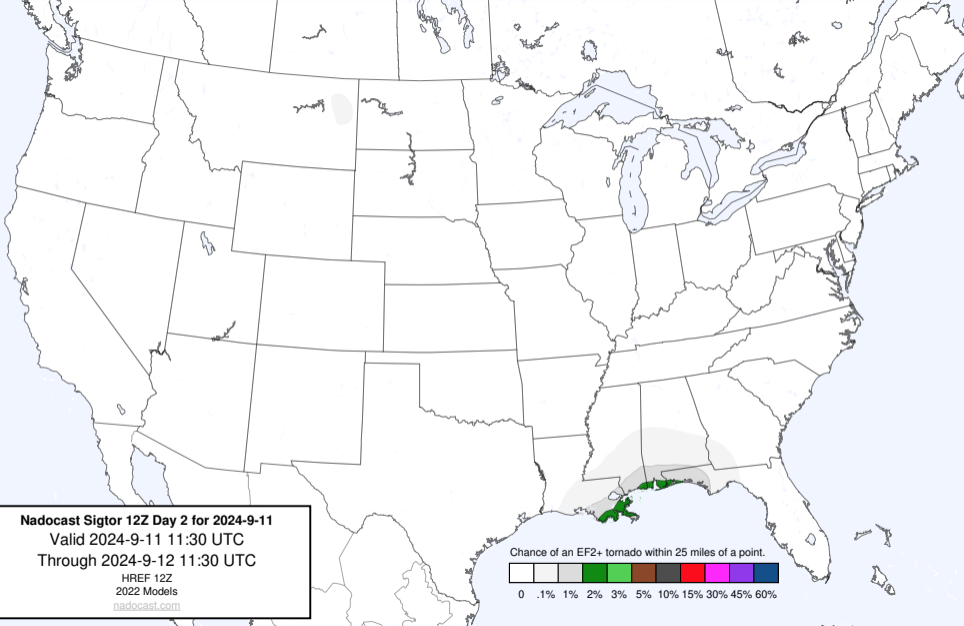 Nadocast Sigtor 12Z Day 2 for 2024-9-11
Valid 2024-9-11 11:30 UTC
Through 2024-9-12 11:30 UTC
HREF 12Z
2022 Models
nadocast.com
Chance of an EF2+ tornado within 25 miles of a point.
0 .1% 1% 2% 3% 5% 10% 15% 30% 45% 60%